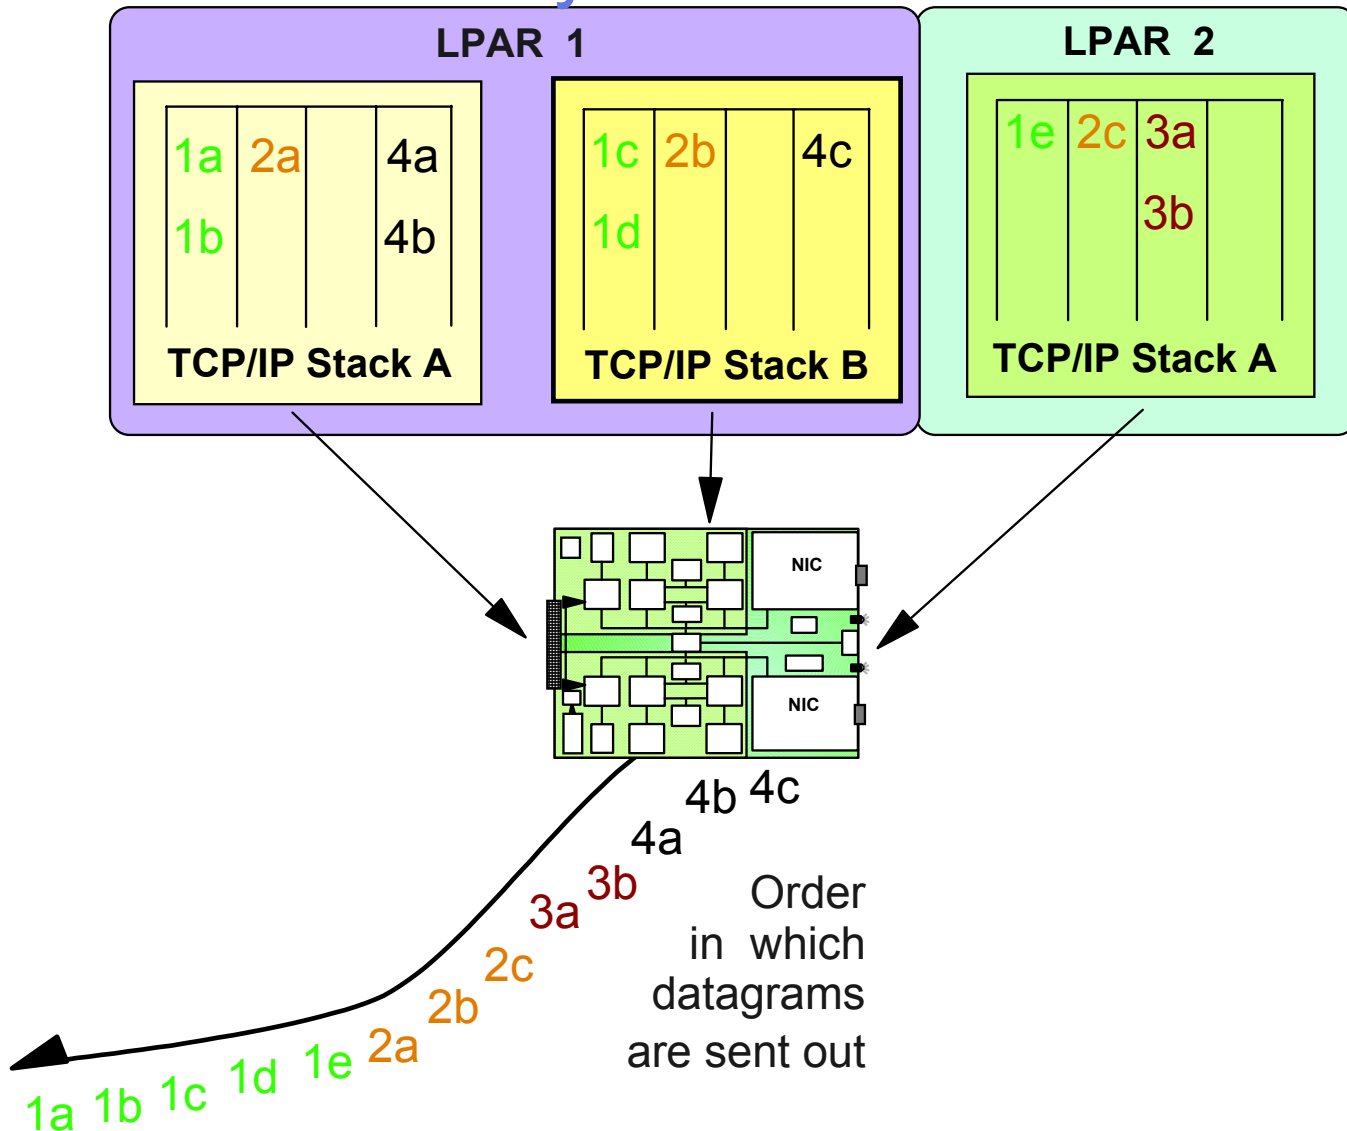 LPAR 1
LPAR 2
1a 2a 4a
1b 4b
TCP/IP Stack A
1c 2b 4c
1d
TCP/IP Stack B
1e 2c 3a
3b
TCP/IP Stack A
NIC
NIC
4c
4b
4a
3b
3a
2c
2b
2a
1e
1d
1c
1b
1a
Order
in which
datagrams
are sent out